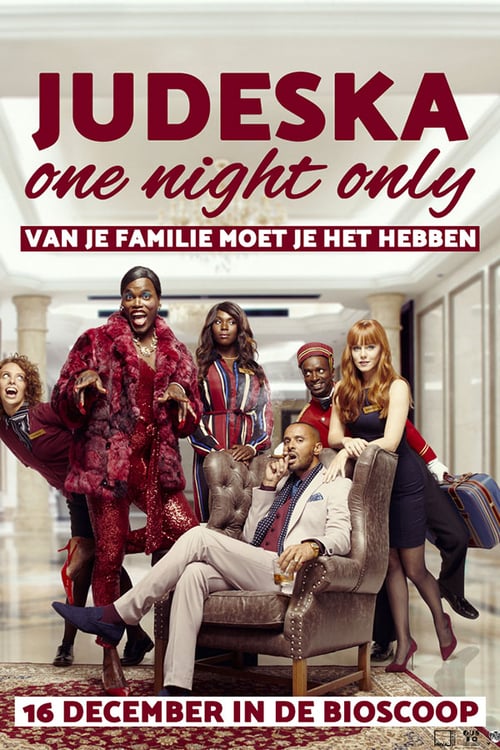 JUDESKA
one night only
VAN JE FAMILIE MOET JE HET HEBBEN
16 DECEMBER IN DE BIOSCOOP